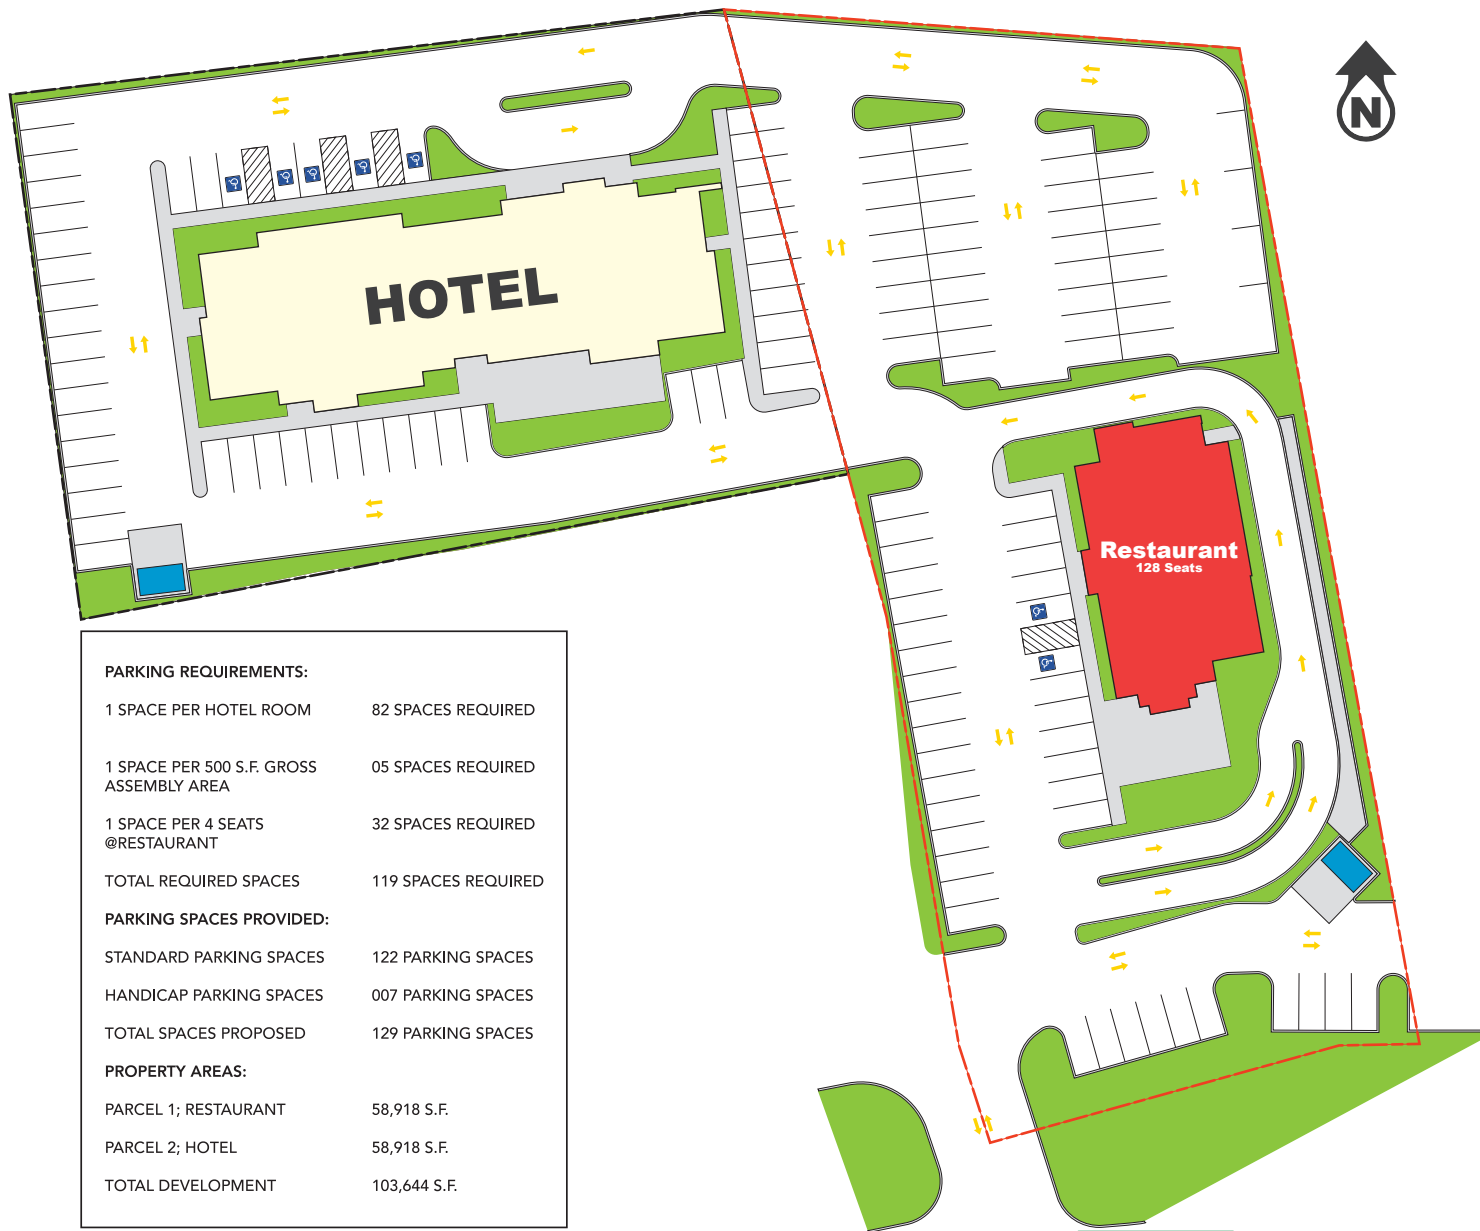 N
HOTEL
Restaurant
128 Seats
PARKING REQUIREMENTS:
1 SPACE PER HOTEL ROOM 82 SPACES REQUIRED
1 SPACE PER 500 S.F. GROSS 05 SPACES REQUIRED
ASSEMBLY AREA
1 SPACE PER 4 SEATS 32 SPACES REQUIRED
@RESTAURANT
TOTAL REQUIRED SPACES 119 SPACES REQUIRED
PARKING SPACES PROVIDED:
STANDARD PARKING SPACES 122 PARKING SPACES
HANDICAP PARKING SPACES 007 PARKING SPACES
TOTAL SPACES PROPOSED 129 PARKING SPACES
PROPERTY AREAS:
PARCEL 1; RESTAURANT 58,918 S.F.
PARCEL 2; HOTEL 58,918 S.F.
TOTAL DEVELOPMENT 103,644 S.F.